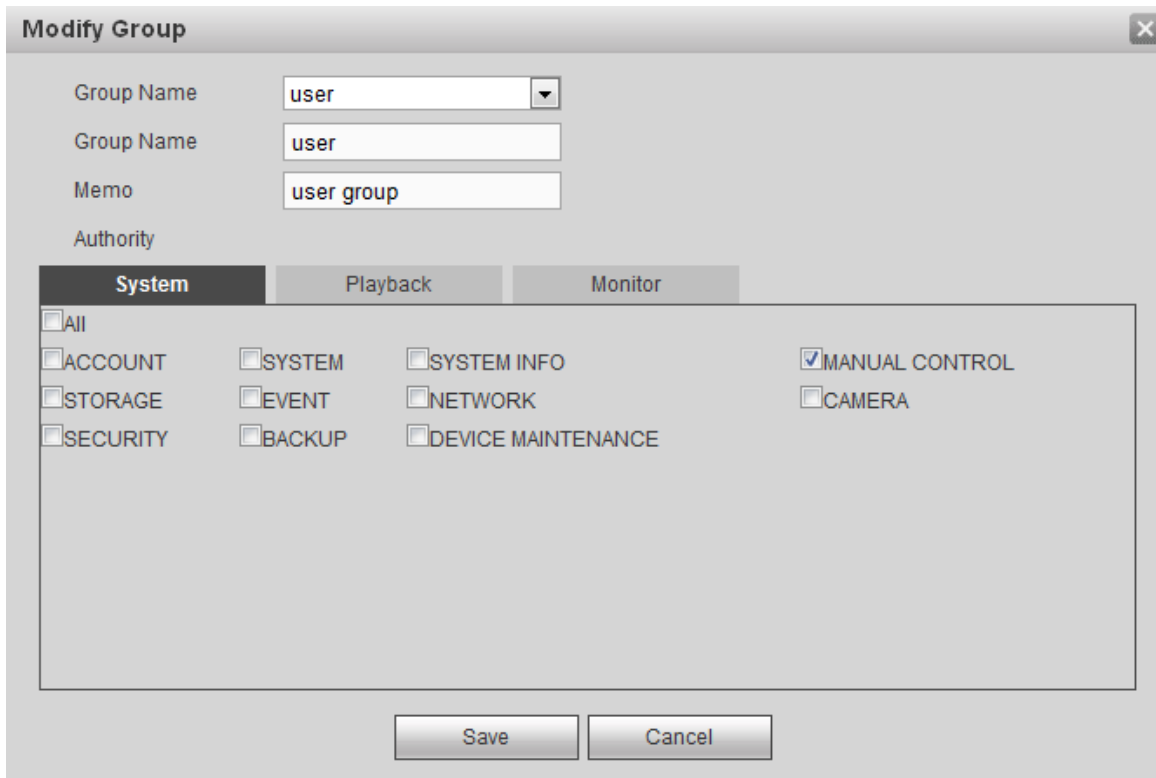 Modify Group
Group Name user
Group Name user
Memo user group
Authority
System Playback Monitor
All
ACCOUNT SYSTEM SYSTEM INFO MANUAL CONTROL
STORAGE EVENT NETWORK CAMERA
SECURITY BACKUP DEVICE MAINTENANCE
Save Cancel